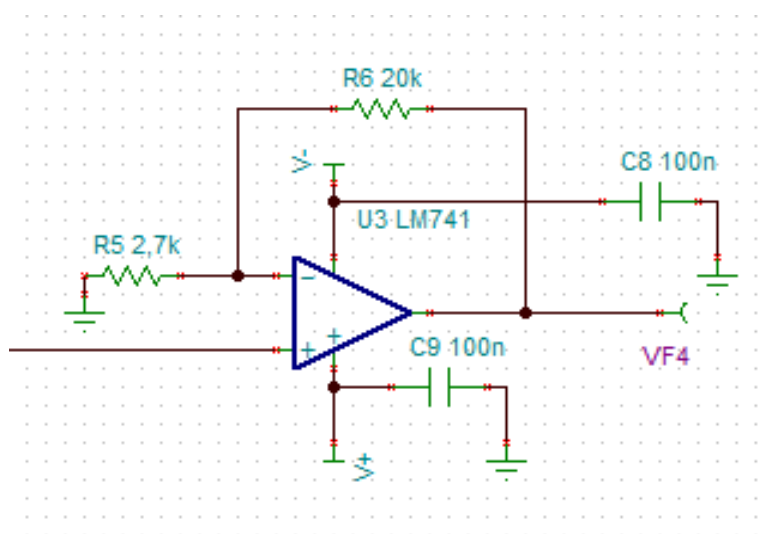 R6 20k
V-
C8 100n
U3 LM741
R5 2,7k
-
+
+
C9 100n
VF4
V+